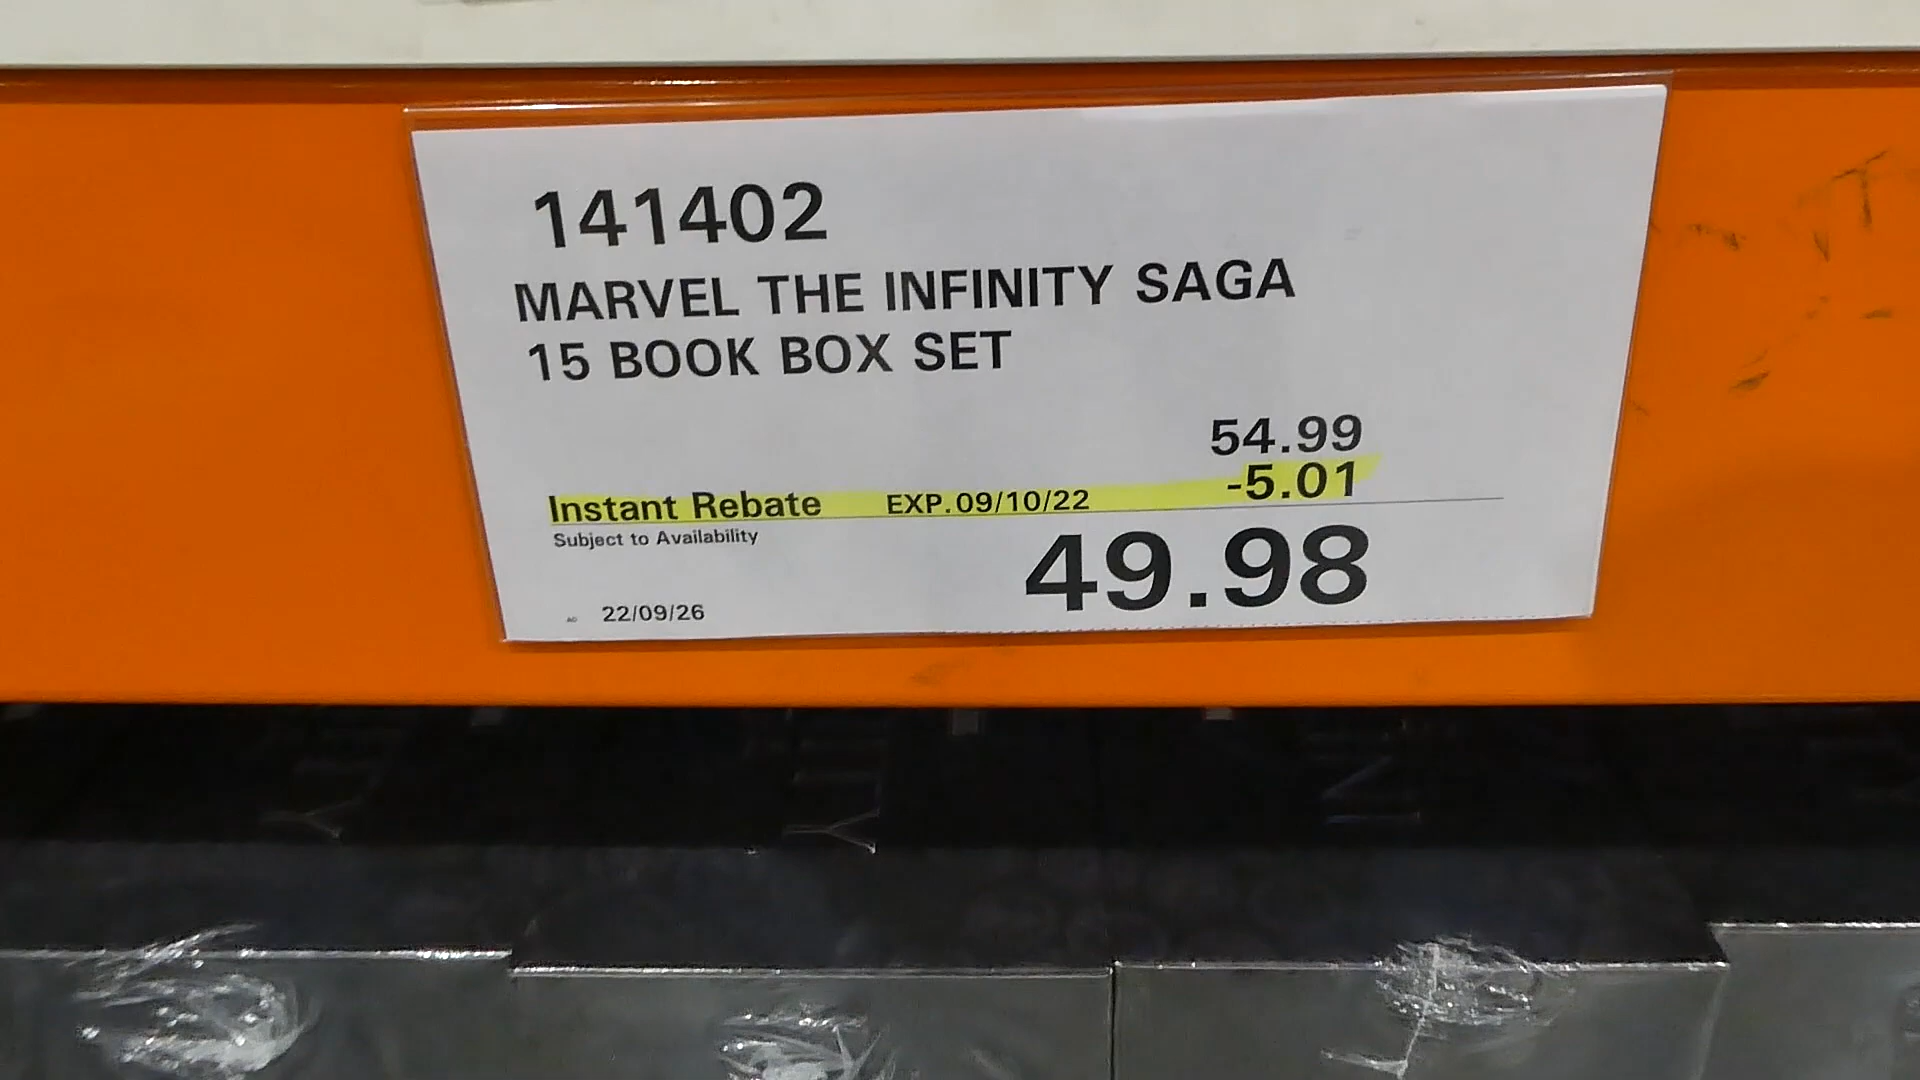 141402
MARVEL THE INFINITY SAGA
15 BOOK BOX SET
54.99
-5.01
Instant Rebate EXP.09/10/22
Subject to Availability
49.98
AD 22/09/26